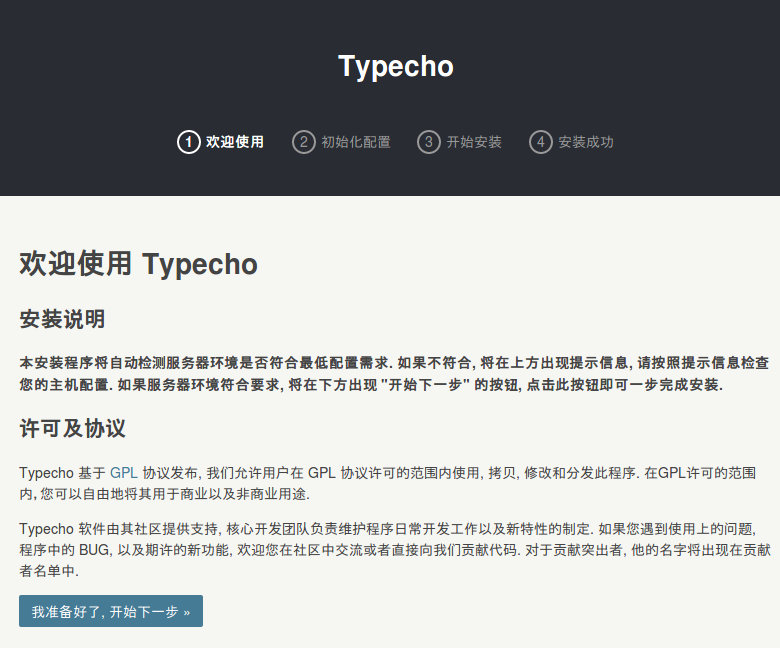 Typecho
1 欢迎使用 2 初始化配置 3 开始安装 4 安装成功
欢迎使用 Typecho
安装说明
本安装程序将自动检测服务器环境是否符合最低配置需求. 如果不符合, 将在上方出现提示信息, 请按照提示信息检查
您的主机配置. 如果服务器环境符合要求, 将在下方出现 "开始下一步" 的按钮, 点击此按钮即可一步完成安装.
许可及协议
Typecho 基于 GPL 协议发布, 我们允许用户在 GPL 协议许可的范围内使用, 拷贝, 修改和分发此程序. 在GPL许可的范围
内, 您可以自由地将其用于商业以及非商业用途.
Typecho 软件由其社区提供支持, 核心开发团队负责维护程序日常开发工作以及新特性的制定. 如果您遇到使用上的问题,
程序中的 BUG, 以及期许的新功能, 欢迎您在社区中交流或者直接向我们贡献代码. 对于贡献突出者, 他的名字将出现在贡献
者名单中.
我准备好了, 开始下一步 »